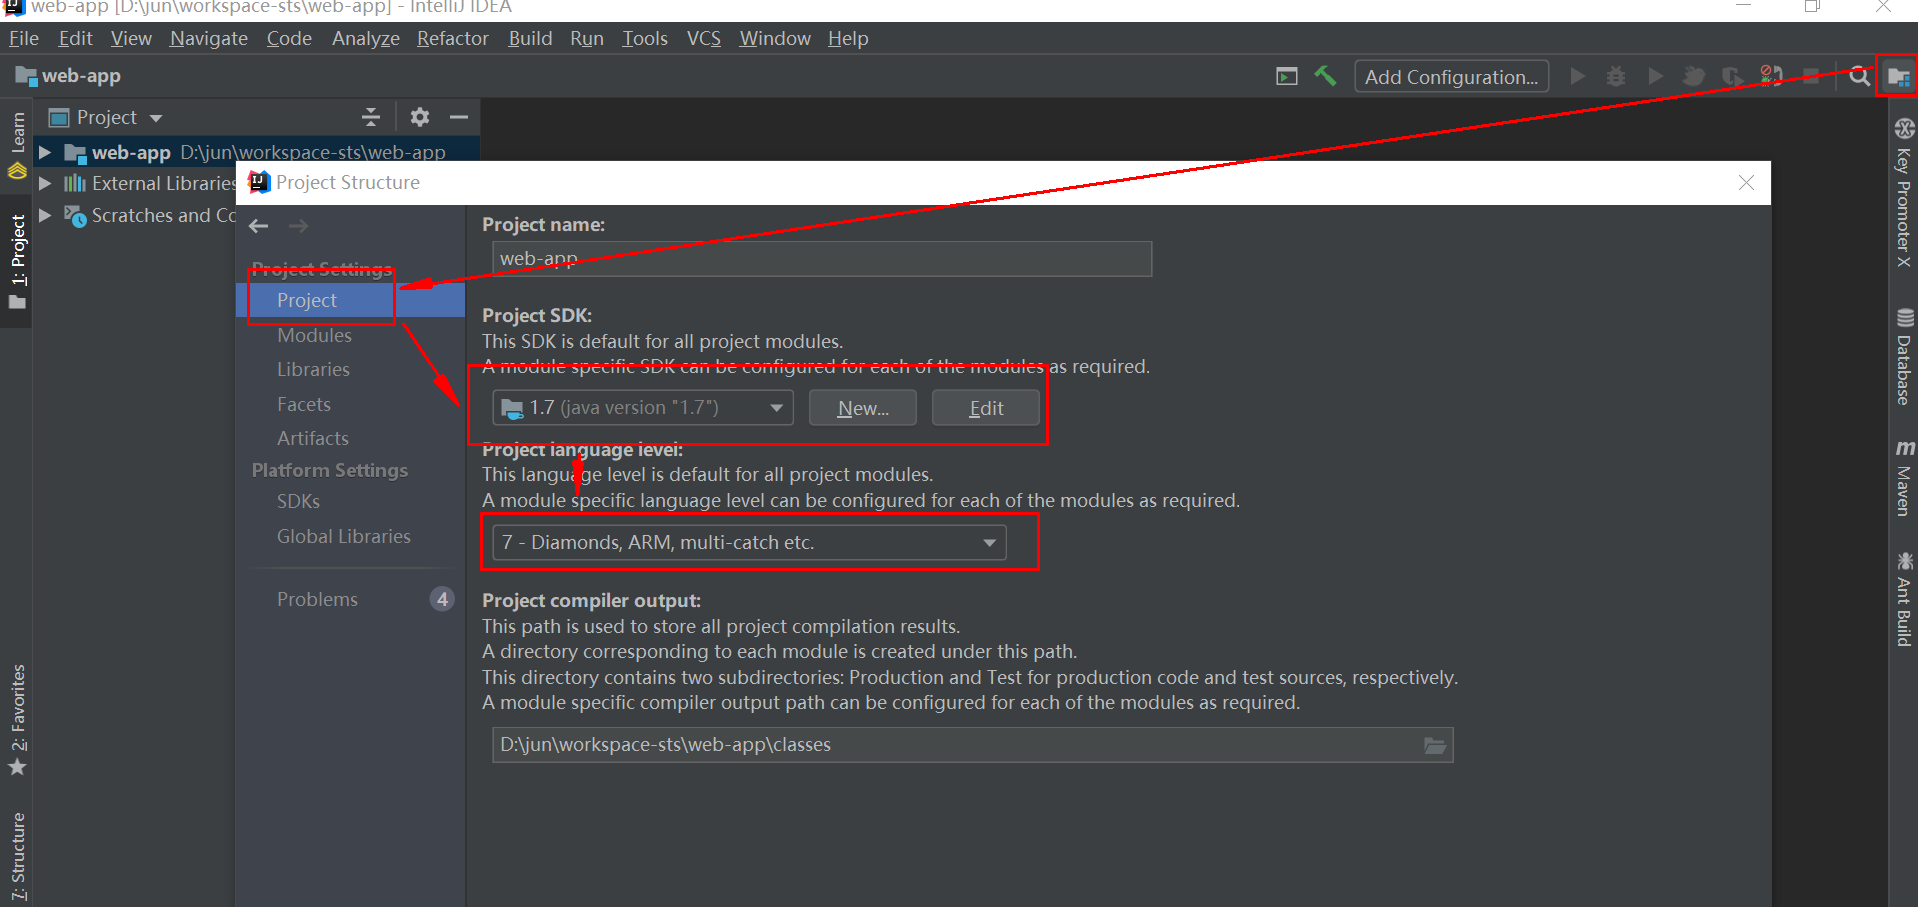 web-app [D:\jun\workspace-sts\web-app] - IntelliJ IDEA
File Edit View Navigate Code Analyze Refactor Build Run Tools VCS Window Help
web-app
Add Configuration...
Learn
1: Project
2: Favorites
7: Structure
Project
web-app D:\jun\workspace-sts\web-app
External Libraries
Scratches and Co
Project Structure
Project Settings
Project
Modules
Libraries
Facets
Artifacts
Platform Settings
SDKs
Global Libraries
Problems 4
Project name:
web-app
Project SDK:
This SDK is default for all project modules.
A module specific SDK can be configured for each of the modules as required.
1.7 (java version "1.7")
New...
Edit
Project language level:
This language level is default for all project modules.
A module specific language level can be configured for each of the modules as required.
7 - Diamonds, ARM, multi-catch etc.
Project compiler output:
This path is used to store all project compilation results.
A directory corresponding to each module is created under this path.
This directory contains two subdirectories: Production and Test for production code and test sources, respectively.
A module specific compiler output path can be configured for each of the modules as required.
D:\jun\workspace-sts\web-app\classes
Key Promoter X
Database
m
Maven
Ant Build